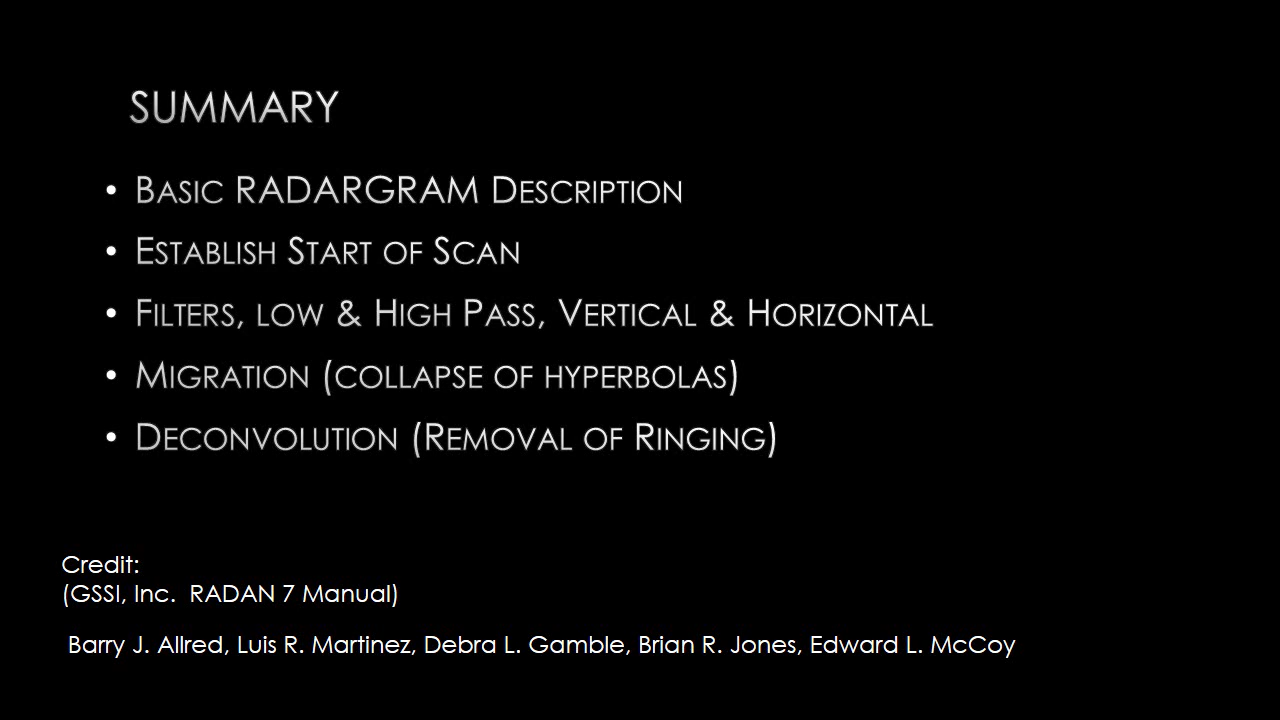 SUMMARY
• BASIC RADARGRAM DESCRIPTION
• ESTABLISH START OF SCAN
• FILTERS, LOW & HIGH PASS, VERTICAL & HORIZONTAL
• MIGRATION (COLLAPSE OF HYPERBOLAS)
• DECONVOLUTION (REMOVAL OF RINGING)
Credit:
(GSSI, Inc.  RADAN 7 Manual)
Barry J. Allred, Luis R. Martinez, Debra L. Gamble, Brian R. Jones, Edward L. McCoy